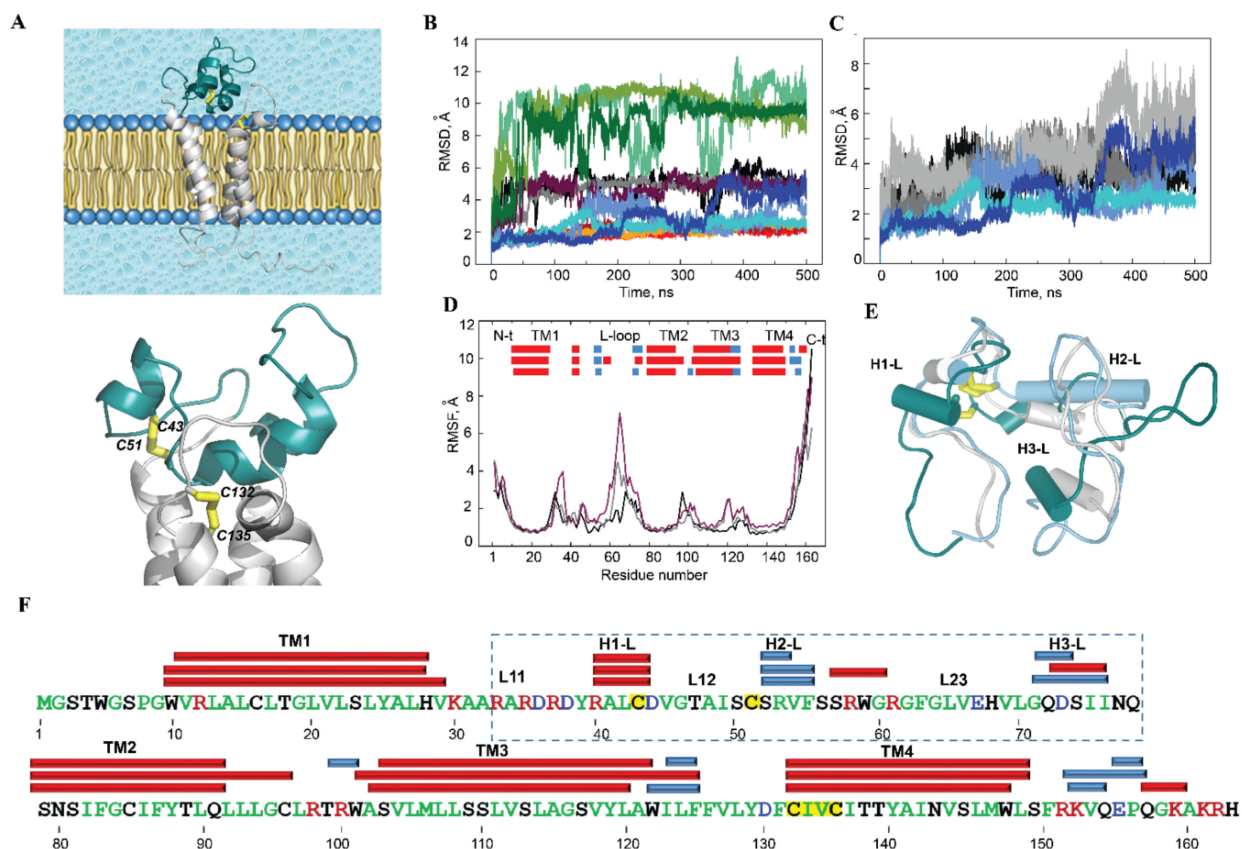 A
B
C
14
12
10
8
6
4
2
0
RMSD, Å
0
100
200
300
400
500
Time, ns
8
6
4
2
0
RMSD, Å
0
100
200
300
400
500
Time, ns
C51
C43
C132
C135
D
12
10
8
6
4
2
0
RMSF, Å
N-t
TM1
L-loop
TM2
TM3
TM4
C-t
1
20
40
60
80
100
120
140
160
Residue number
E
H1-L
H2-L
H3-L
F
TM1
H1-L
H2-L
H3-L
L11
L12
L23
MGSTWGSPGWVRLALCLTGLVLSLYALHVKAARARDRDYRALCDVGTAISCSRVFSSRWGRGFGLVEHVLGQDSIINQ
1 10 20 30 40 50 60 70
TM2
TM3
TM4
SNSIFGCIFYTLQLLLGCLRTRWASVLMLLSSLVSLAGSVYLAWILFFVLYDFCIVCITTYAINVSLMWLSFRKVQEPQGKAKRH
80 90 100 110 120 130 140 150 160